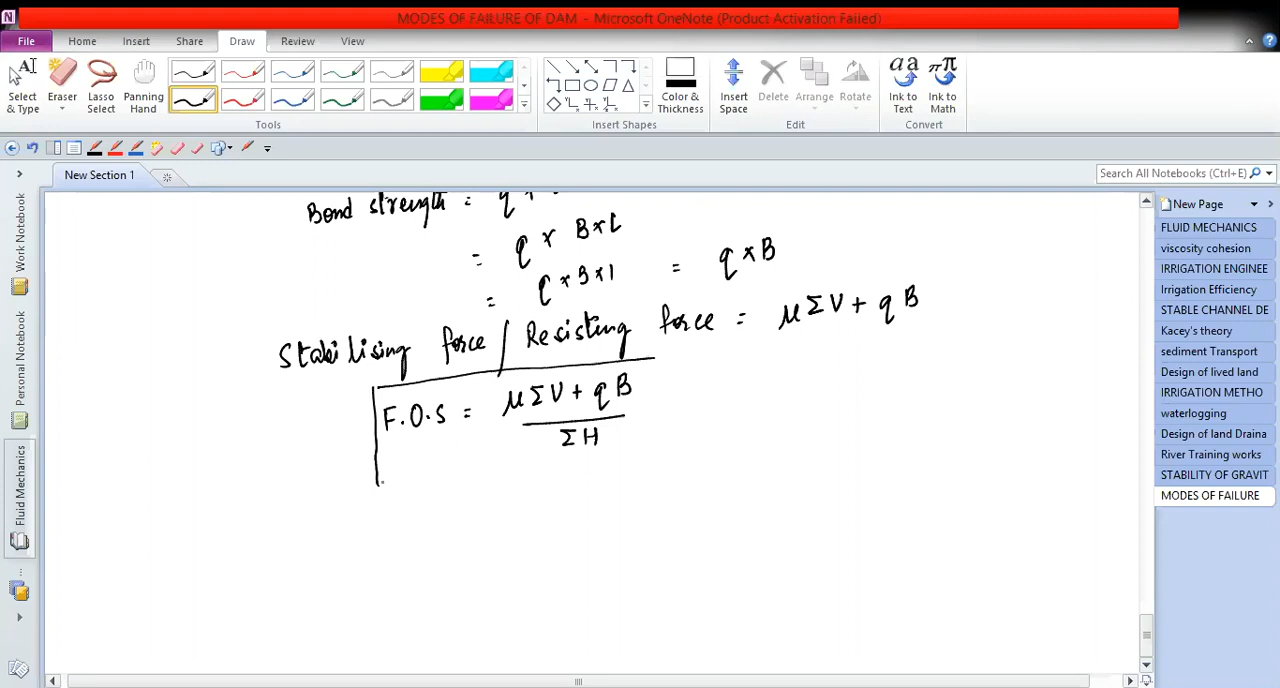 MODES OF FAILURE OF DAM - Microsoft OneNote (Product Activation Failed)
File Home Insert Share Draw Review View
Select & Type
Eraser
Lasso Select
Panning Hand
Color & Thickness
Insert Space
Delete
Arrange
Rotate
Ink to Text
Ink to Math
Tools
Insert Shapes
Edit
Convert
New Section 1
Search All Notebooks (Ctrl+E)
Work Notebook
Personal Notebook
Fluid Mechanics
New Page
FLUID MECHANICS
viscosity cohesion
IRRIGATION ENGINEE
Irrigation Efficiency
STABLE CHANNEL DE
Kacey's theory
sediment Transport
Design of lived land
IRRIGATION METHO
waterlogging
Design of land Draina
River Training works
STABILITY OF GRAVIT
MODES OF FAILURE
Bond strength = q ×
= q × B×L
= q × B×1 = q × B
Stabilising force / Resisting force = μΣV + qB
F.O.S = μΣV + qB
ΣH